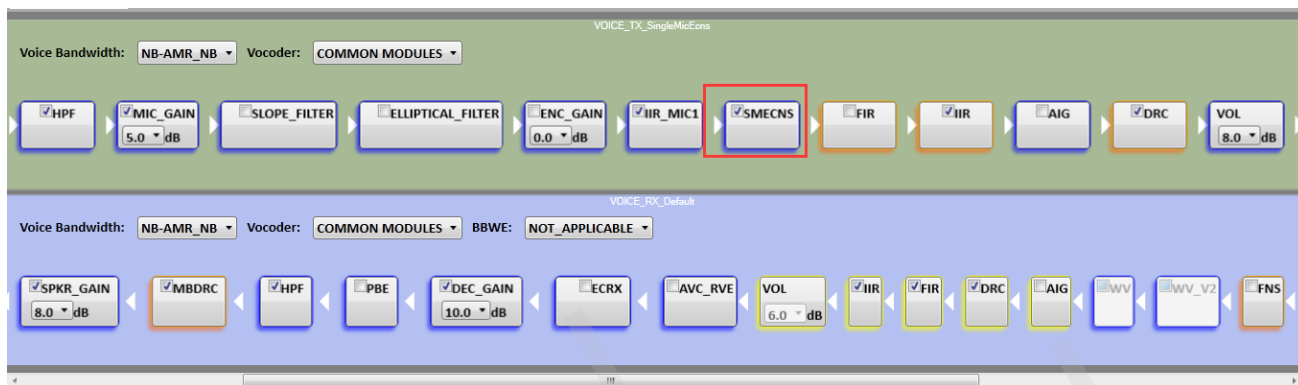 VOICE_TX_SingleMicEcns
Voice Bandwidth: NB-AMR_NB Vocoder: COMMON MODULES
HPF MIC_GAIN SLOPE_FILTER ELLIPTICAL_FILTER ENC_GAIN IIR_MIC1 SMECNS FIR IIR AIG DRC VOL
5.0 dB 0.0 dB 8.0 dB
VOICE_RX_Default
Voice Bandwidth: NB-AMR_NB Vocoder: COMMON MODULES BBWE: NOT_APPLICABLE
SPKR_GAIN MBDRC HPF PBE DEC_GAIN ECRX AVC_RVE VOL IIR FIR DRC AIG WV WV_V2 FNS
8.0 dB 10.0 dB 6.0 dB